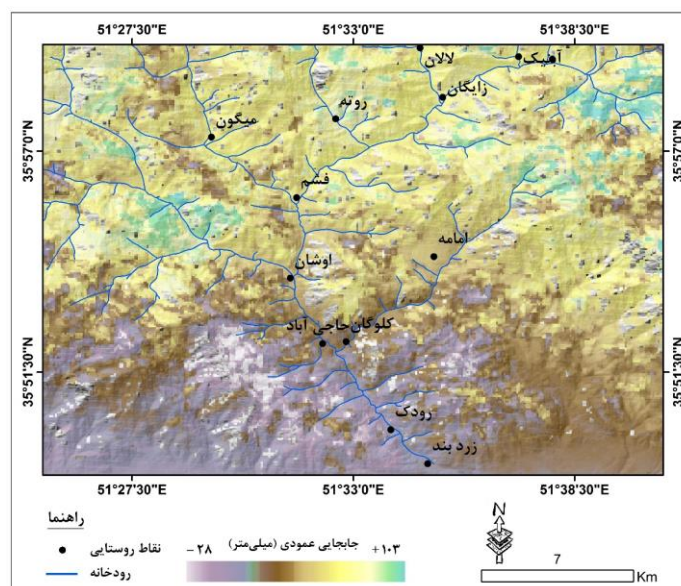 51°27'30"E 51°33'0"E 51°38'30"E
لالان
آبنیک
زایگان
روته
میگون
35°57'0"N 35°57'0"N
فشم
امامه
اوشان
کلوگان حاجی آباد
35°51'30"N 35°51'30"N
رودک
زرد بند
51°27'30"E 51°33'0"E 51°38'30"E
راهنما
نقاط روستایی
رودخانه
جابجایی عمودی (میلی‌متر)
-۲۸ +۱۰۳
N
7
Km